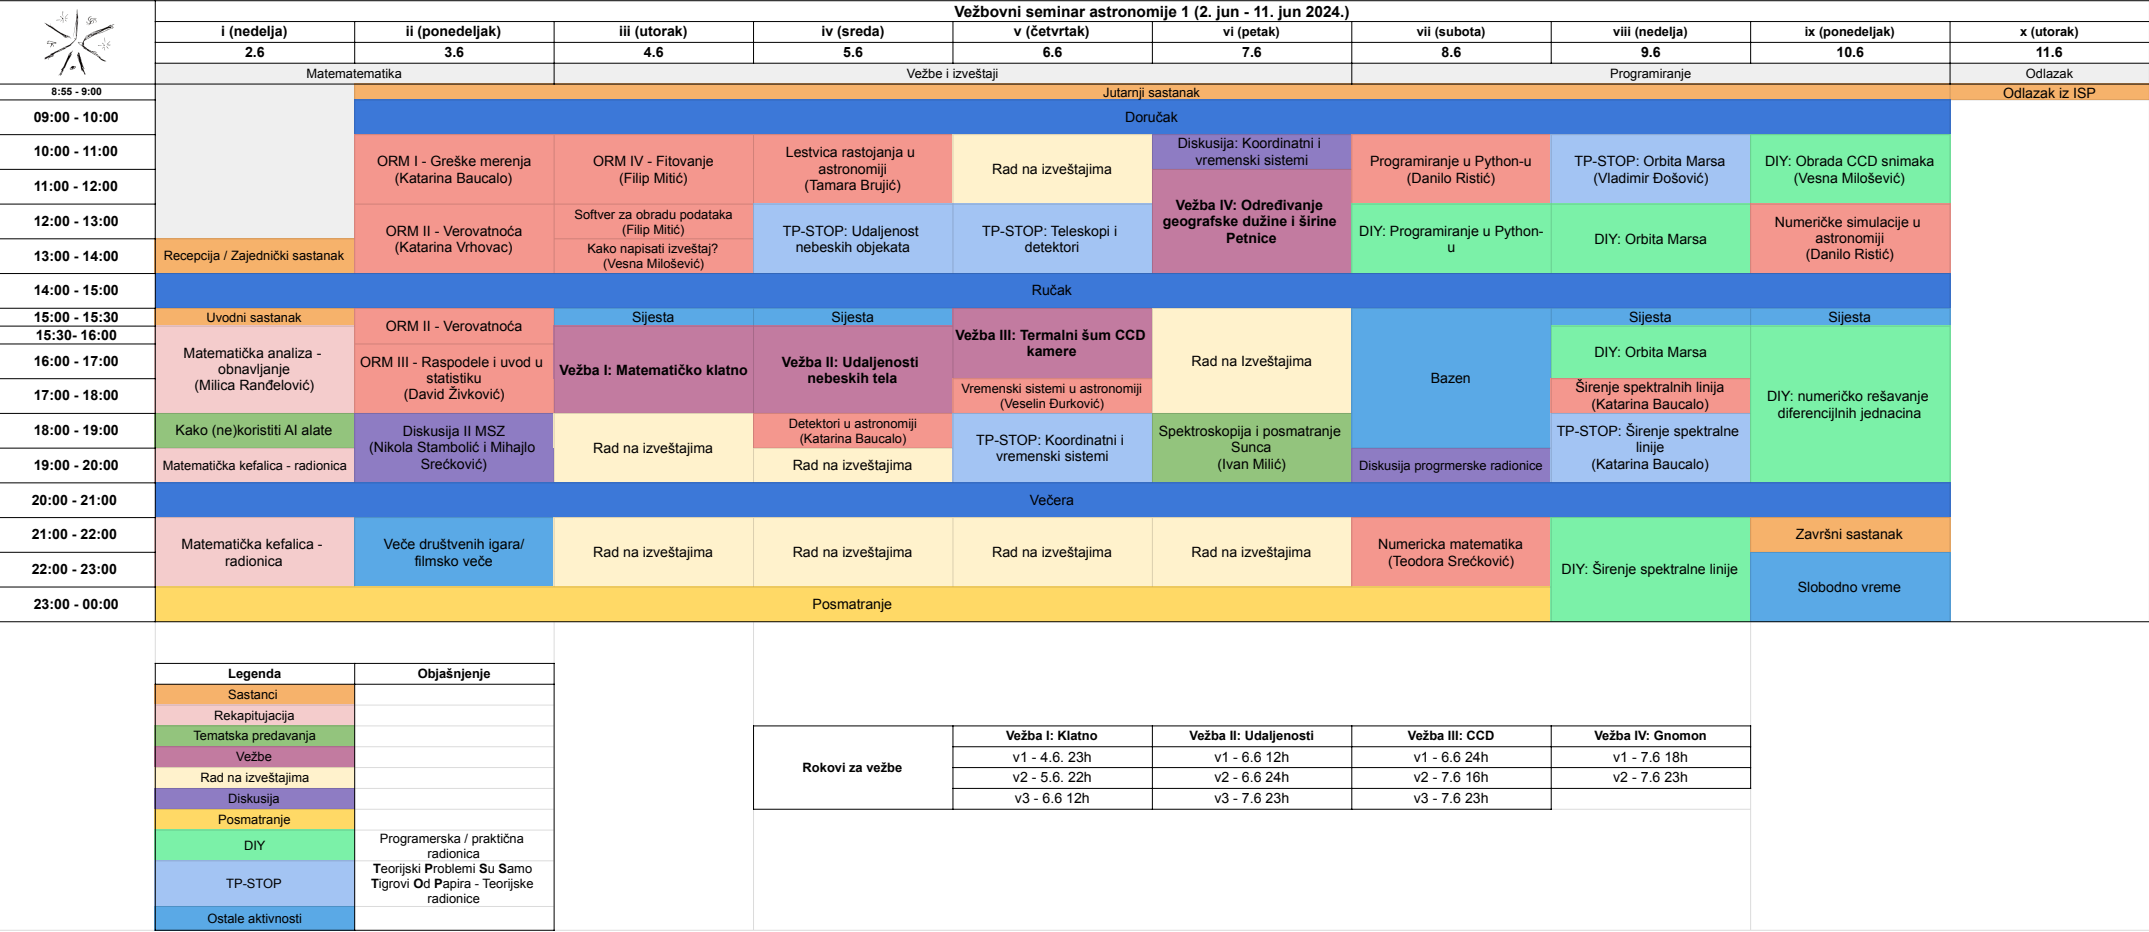 Vežbovni seminar astronomije 1 (2. jun - 11. jun 2024.)
i (nedelja)
ii (ponedeljak)
iii (utorak)
iv (sreda)
v (četvrtak)
vi (petak)
vii (subota)
viii (nedelja)
ix (ponedeljak)
x (utorak)
2.6
3.6
4.6
5.6
6.6
7.6
8.6
9.6
10.6
11.6
Matematematika
Vežbe i izveštaji
Programiranje
Odlazak
8:55 - 9:00
Jutarnji sastanak
Odlazak iz ISP
09:00 - 10:00
Doručak
10:00 - 11:00
11:00 - 12:00
ORM I - Greške merenja
(Katarina Baucalo)
ORM IV - Fitovanje
(Filip Mitić)
Lestvica rastojanja u
astronomiji
(Tamara Brujić)
Rad na izveštajima
Diskusija: Koordinatni i
vremenski sistemi
Vežba IV: Određivanje
geografske dužine i širine
Petnice
Programiranje u Python-u
(Danilo Ristić)
TP-STOP: Orbita Marsa
(Vladimir Đošović)
DIY: Obrada CCD snimaka
(Vesna Milošević)
12:00 - 13:00
13:00 - 14:00
Recepcija / Zajednički sastanak
ORM II - Verovatnoća
(Katarina Vrhovac)
Softver za obradu podataka
(Filip Mitić)
Kako napisati izveštaj?
(Vesna Milošević)
TP-STOP: Udaljenost
nebeskih objekata
TP-STOP: Teleskopi i
detektori
DIY: Programiranje u Python-
u
DIY: Orbita Marsa
Numeričke simulacije u
astronomiji
(Danilo Ristić)
14:00 - 15:00
Ručak
15:00 - 15:30
15:30- 16:00
16:00 - 17:00
17:00 - 18:00
Uvodni sastanak
Matematička analiza -
obnavljanje
(Milica Ranđelović)
ORM II - Verovatnoća
ORM III - Raspodele i uvod u
statistiku
(David Živković)
Sijesta
Vežba I: Matematičko klatno
Sijesta
Vežba II: Udaljenosti
nebeskih tela
Vežba III: Termalni šum CCD
kamere
Vremenski sistemi u astronomiji
(Veselin Đurković)
Rad na Izveštajima
Bazen
Sijesta
DIY: Orbita Marsa
Širenje spektralnih linija
(Katarina Baucalo)
Sijesta
DIY: numeričko rešavanje
diferencijlnih jednacina
18:00 - 19:00
19:00 - 20:00
Kako (ne)koristiti AI alate
Matematička kefalica - radionica
Diskusija II MSZ
(Nikola Stambolić i Mihajlo
Srećković)
Rad na izveštajima
Detektori u astronomiji
(Katarina Baucalo)
Rad na izveštajima
TP-STOP: Koordinatni i
vremenski sistemi
Spektroskopija i posmatranje
Sunca
(Ivan Milić)
Diskusija progrmerske radionice
TP-STOP: Širenje spektralne
linije
(Katarina Baucalo)
20:00 - 21:00
Večera
21:00 - 22:00
22:00 - 23:00
Matematička kefalica -
radionica
Veče društvenih igara/
filmsko veče
Rad na izveštajima
Rad na izveštajima
Rad na izveštajima
Rad na izveštajima
Numericka matematika
(Teodora Srećković)
DIY: Širenje spektralne linije
Završni sastanak
Slobodno vreme
23:00 - 00:00
Posmatranje
Legenda
Objašnjenje
Sastanci
Rekapitujacija
Tematska predavanja
Vežbe
Rad na izveštajima
Diskusija
Posmatranje
DIY
Programerska / praktična
radionica
TP-STOP
Teorijski Problemi Su Samo
Tigrovi Od Papira - Teorijske
radionice
Ostale aktivnosti
Rokovi za vežbe
Vežba I: Klatno
Vežba II: Udaljenosti
Vežba III: CCD
Vežba IV: Gnomon
v1 - 4.6. 23h
v1 - 6.6 12h
v1 - 6.6 24h
v1 - 7.6 18h
v2 - 5.6. 22h
v2 - 6.6 24h
v2 - 7.6 16h
v2 - 7.6 23h
v3 - 6.6 12h
v3 - 7.6 23h
v3 - 7.6 23h